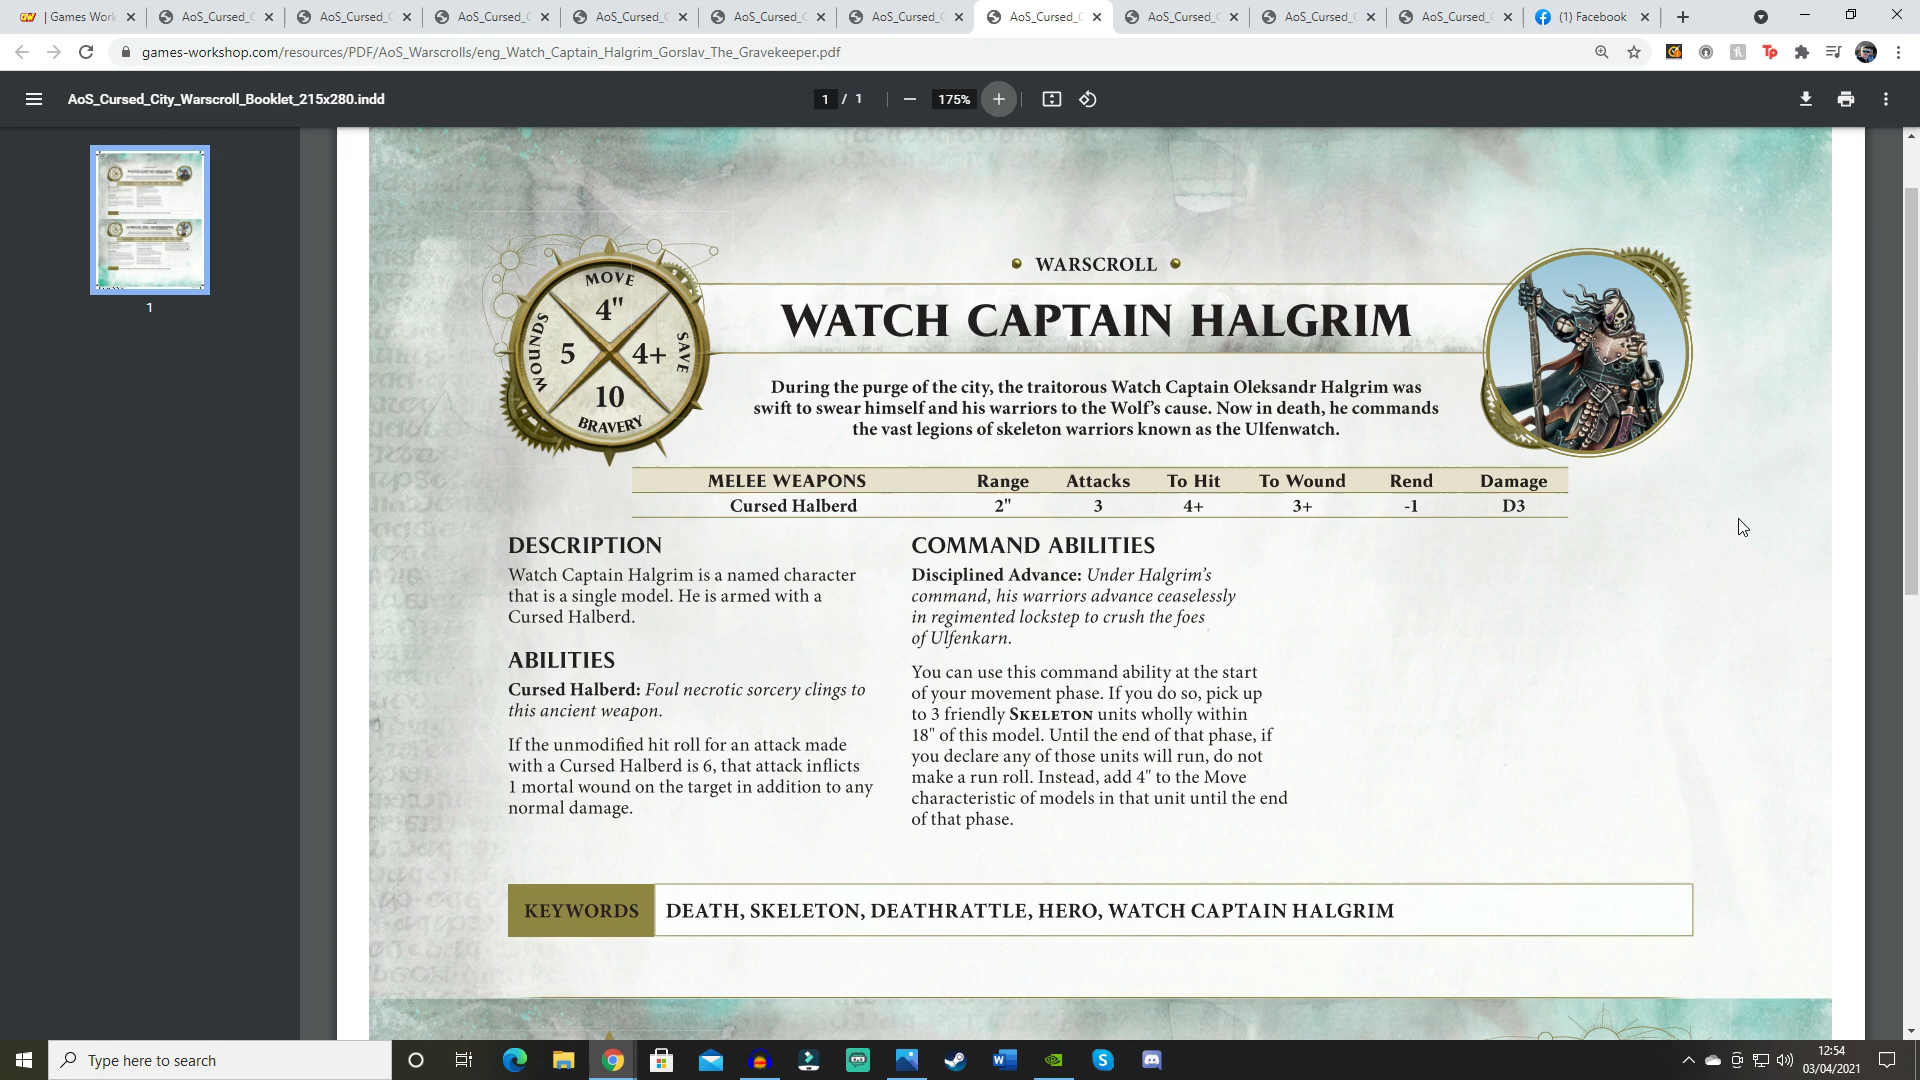 | Games Work
AoS_Cursed_C
AoS_Cursed_C
AoS_Cursed_C
AoS_Cursed_C
AoS_Cursed_C
AoS_Cursed_C
AoS_Cursed_C
AoS_Cursed_C
AoS_Cursed_C
AoS_Cursed_C
(1) Facebook
games-workshop.com/resources/PDF/AoS_Warscrolls/eng_Watch_Captain_Halgrim_Gorslav_The_Gravekeeper.pdf
AoS_Cursed_City_Warscroll_Booklet_215x280.indd
1 / 1
175%
1
WARSCROLL
WATCH CAPTAIN HALGRIM
MOVE
4"
WOUNDS
5
4+
SAVE
10
BRAVERY
During the purge of the city, the traitorous Watch Captain Oleksandr Halgrim was
swift to swear himself and his warriors to the Wolf's cause. Now in death, he commands
the vast legions of skeleton warriors known as the Ulfenwatch.
MELEE WEAPONS Range Attacks To Hit To Wound Rend Damage
Cursed Halberd 2" 3 4+ 3+ -1 D3
DESCRIPTION
Watch Captain Halgrim is a named character
that is a single model. He is armed with a
Cursed Halberd.
ABILITIES
Cursed Halberd: Foul necrotic sorcery clings to
this ancient weapon.
If the unmodified hit roll for an attack made
with a Cursed Halberd is 6, that attack inflicts
1 mortal wound on the target in addition to any
normal damage.
COMMAND ABILITIES
Disciplined Advance: Under Halgrim's
command, his warriors advance ceaselessly
in regimented lockstep to crush the foes
of Ulfenkarn.
You can use this command ability at the start
of your movement phase. If you do so, pick up
to 3 friendly SKELETON units wholly within
18" of this model. Until the end of that phase, if
you declare any of those units will run, do not
make a run roll. Instead, add 4" to the Move
characteristic of models in that unit until the end
of that phase.
KEYWORDS DEATH, SKELETON, DEATHRATTLE, HERO, WATCH CAPTAIN HALGRIM
Type here to search
12:54
03/04/2021